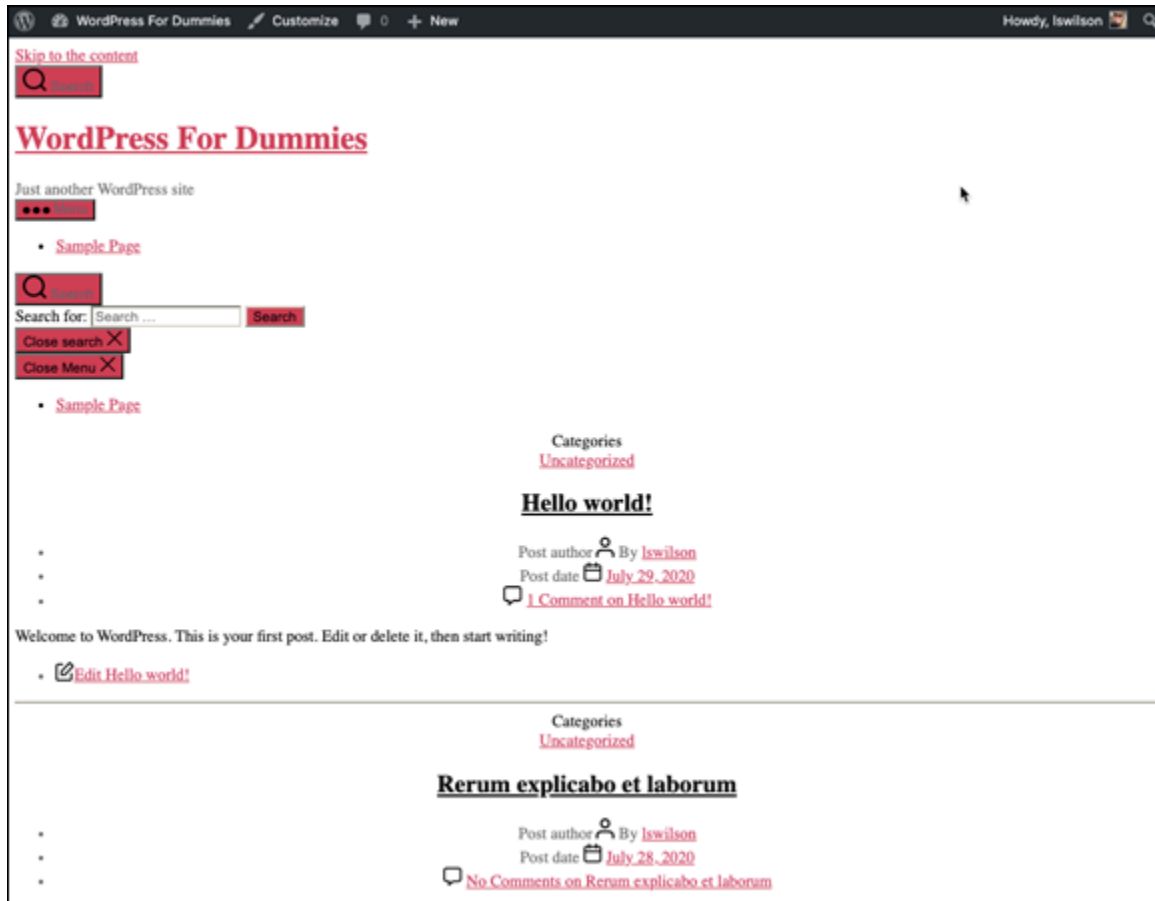 WordPress For Dummies Customize 0 New Howdy, lswilson
Skip to the content
Search
WordPress For Dummies
Just another WordPress site
Menu
Sample Page
Search
Search for: Search ... Search
Close search
Close Menu
Sample Page
Categories
Uncategorized
Hello world!
Post author By lswilson
Post date July 29, 2020
1 Comment on Hello world!
Welcome to WordPress. This is your first post. Edit or delete it, then start writing!
Edit Hello world!
Categories
Uncategorized
Rerum explicabo et laborum
Post author By lswilson
Post date July 28, 2020
No Comments on Rerum explicabo et laborum